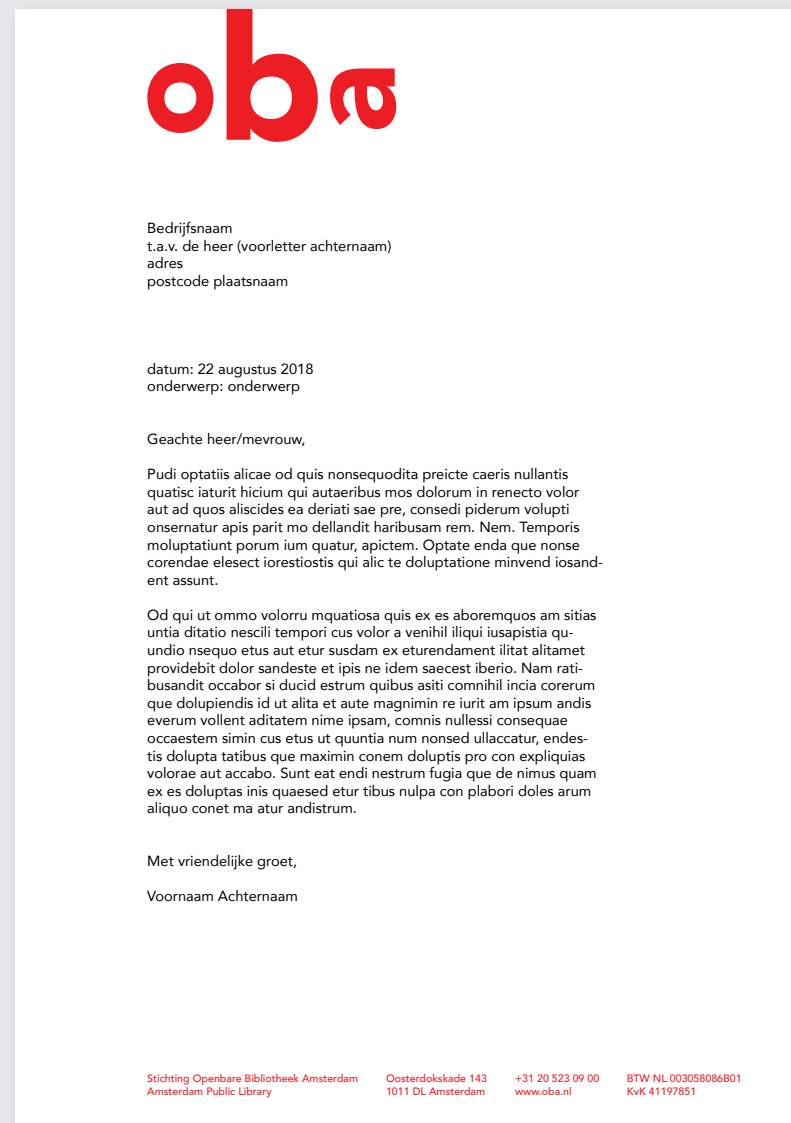 oba
Bedrijfsnaam
t.a.v. de heer (voorletter achternaam)
adres
postcode plaatsnaam
datum: 22 augustus 2018
onderwerp: onderwerp
Geachte heer/mevrouw,
Pudi optatiis alicae od quis nonsequodita preicte caeris nullantis
quatisc iaturit hicium qui autaeribus mos dolorum in renecto volor
aut ad quos aliscides ea deriati sae pre, consedi piderum volupti
onsernatur apis parit mo dellandit haribusam rem. Nem. Temporis
moluptatiunt porum ium quatur, apictem. Optate enda que nonse
corendae elesect iorestiostis qui alic te doluptatione minvend iosand-
ent assunt.
Od qui ut ommo volorru mquatiosa quis ex es aboremquos am sitias
untia ditatio nescili tempori cus volor a venihil iliqui iusapistia qu-
undio nsequo etus aut etur susdam ex eturendament ilitat alitamet
providebit dolor sandeste et ipis ne idem saecest iberio. Nam rati-
busandit occabor si ducid estrum quibus asiti comnihil incia corerum
que dolupiendis id ut alita et aute magnimin re iurit am ipsum andis
everum vollent aditatem nime ipsam, comnis nullessi consequae
occaestem simin cus etus ut quuntia num nonsed ullaccatur, endes-
tis dolupta tatibus que maximin conem doluptis pro con expliquias
volorae aut accabo. Sunt eat endi nestrum fugia que de nimus quam
ex es doluptas inis quaesed etur tibus nulpa con plabori doles arum
aliquo conet ma atur andistrum.
Met vriendelijke groet,
Voornaam Achternaam
Stichting Openbare Bibliotheek Amsterdam
Amsterdam Public Library
Oosterdokskade 143
1011 DL Amsterdam
+31 20 523 09 00
www.oba.nl
BTW NL 003058086B01
KvK 41197851